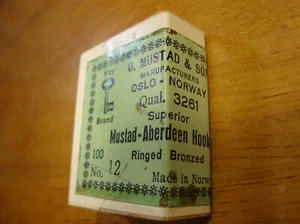 O. MUSTAD & SÖN
MANUFACTURERS
OSLO - NORWAY
Key
Brand
Qual. 3261
Superior
Mustad-Aberdeen Hook
Ringed Bronzed
100
No. 12/
Made in Norw